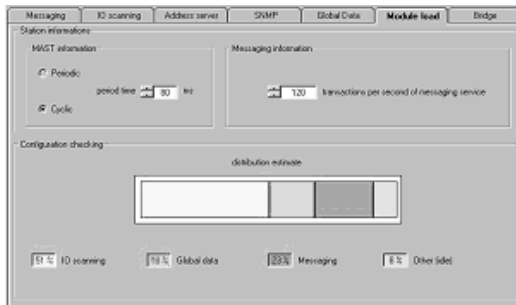 Messaging IO scanning Address server SNMP Global Data Module load Bridge
Station informations
MAST information Messaging information
Periodic
period time 80 ms 120 transactions per second of messaging service
Cyclic
Configuration checking
distribution estimate
51 % IO scanning 18 % Global data 23 % Messaging 8 % Other (idle)